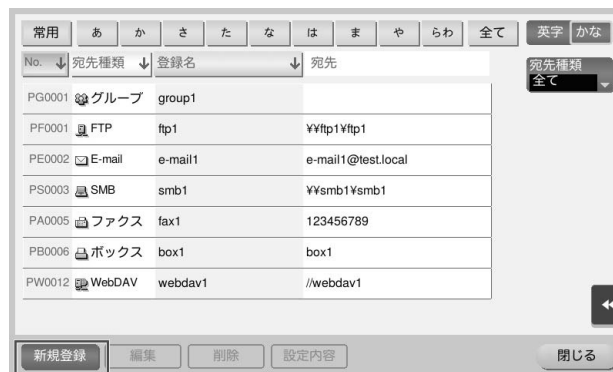 常用 あ か さ た な は ま や らわ 全て 英字 かな
No. 宛先種類 登録名 宛先 宛先種類
全て
PG0001 グループ group1
PF0001 FTP ftp1 ¥¥ftp1¥ftp1
PE0002 E-mail e-mail1 e-mail1@test.local
PS0003 SMB smb1 ¥¥smb1¥smb1
PA0005 ファクス fax1 123456789
PB0006 ボックス box1 box1
PW0012 WebDAV webdav1 //webdav1
新規登録 編集 削除 設定内容 閉じる